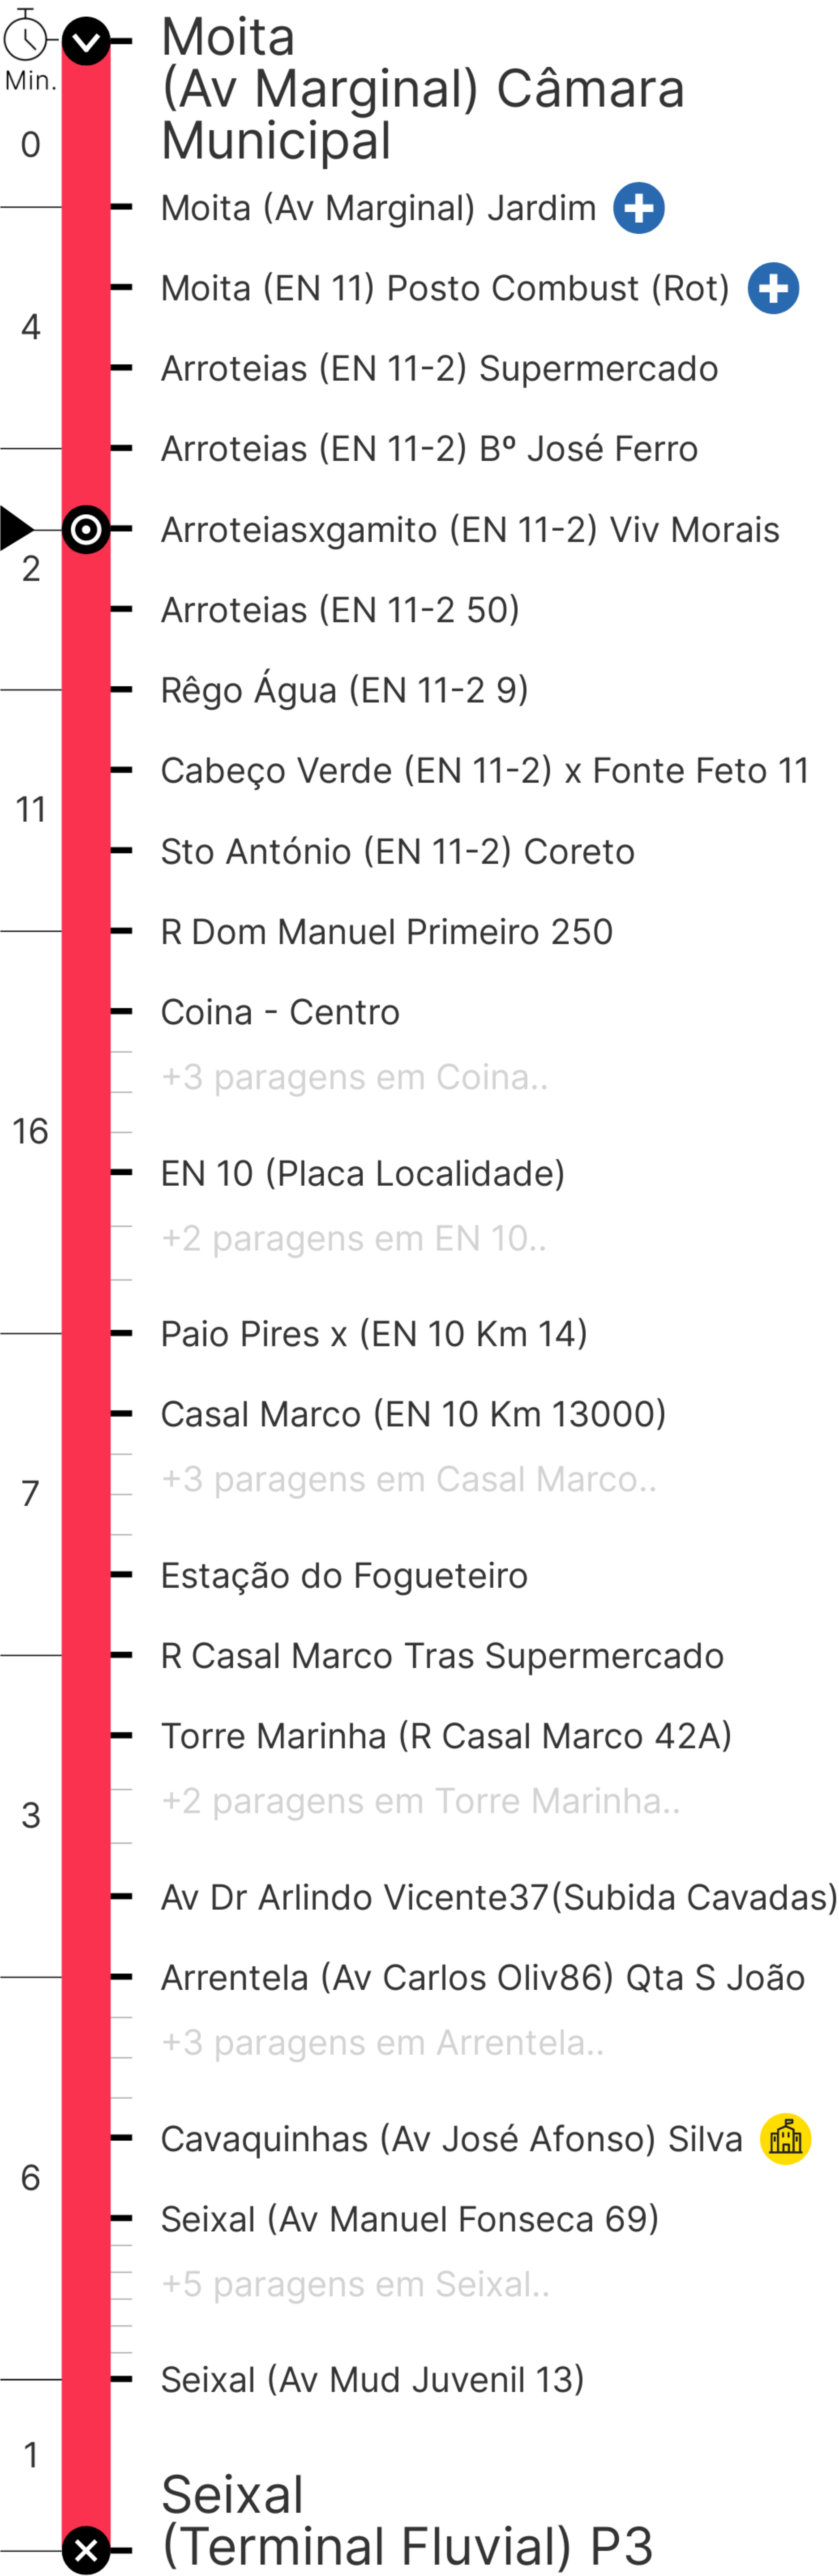 Moita
(Av Marginal) Câmara
Municipal
Min.
0
Moita (Av Marginal) Jardim
Moita (EN 11) Posto Combust (Rot)
4
Arroteias (EN 11-2) Supermercado
Arroteias (EN 11-2) Bº José Ferro
Arroteiasxgamito (EN 11-2) Viv Morais
2
Arroteias (EN 11-2 50)
Rêgo Água (EN 11-2 9)
Cabeço Verde (EN 11-2) x Fonte Feto 11
11
Sto António (EN 11-2) Coreto
R Dom Manuel Primeiro 250
Coina - Centro
+3 paragens em Coina..
16
EN 10 (Placa Localidade)
+2 paragens em EN 10..
Paio Pires x (EN 10 Km 14)
Casal Marco (EN 10 Km 13000)
+3 paragens em Casal Marco..
7
Estação do Fogueteiro
R Casal Marco Tras Supermercado
Torre Marinha (R Casal Marco 42A)
+2 paragens em Torre Marinha..
3
Av Dr Arlindo Vicente37(Subida Cavadas)
Arrentela (Av Carlos Oliv86) Qta S João
+3 paragens em Arrentela..
Cavaquinhas (Av José Afonso) Silva
6
Seixal (Av Manuel Fonseca 69)
+5 paragens em Seixal..
Seixal (Av Mud Juvenil 13)
1
Seixal
(Terminal Fluvial) P3